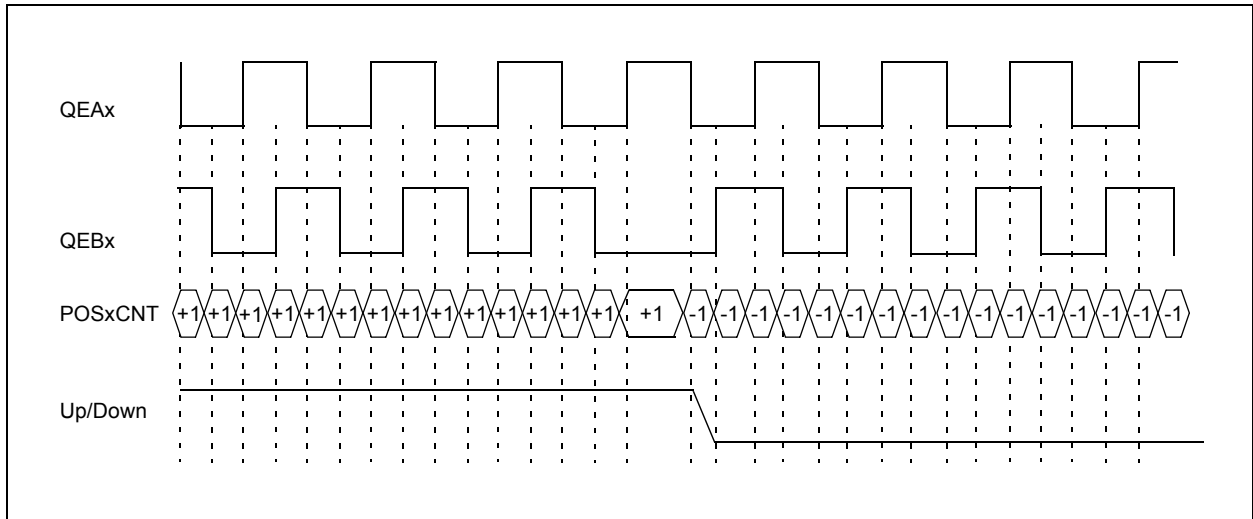 QEAx
QEBx
POSxCNT +1 +1 +1 +1 +1 +1 +1 +1 +1 +1 +1 +1 +1 +1 +1 -1 -1 -1 -1 -1 -1 -1 -1 -1 -1 -1 -1 -1 -1 -1 -1
Up/Down